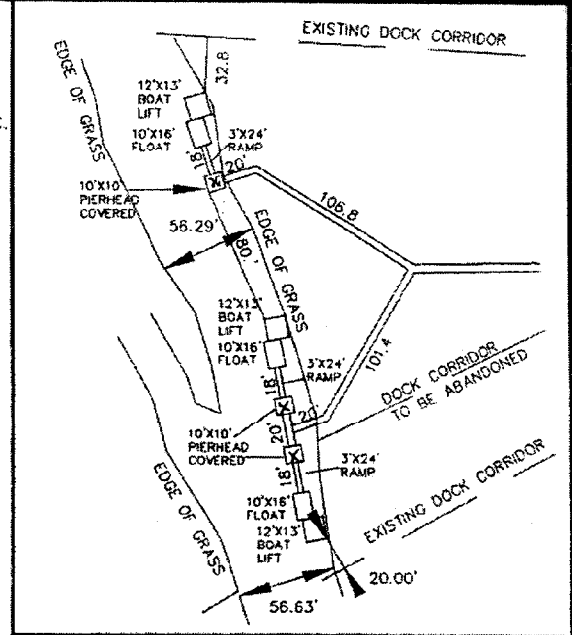 EXISTING DOCK CORRIDOR
EDGE OF GRASS
32.8
12'X13'
BOAT
LIFT
10'X16'
FLOAT
3'X24'
RAMP
18'
20'
10'X10'
PIERHEAD
COVERED
106.8
56.29'
80.'
EDGE OF GRASS
12'X13'
BOAT
LIFT
10'X16'
FLOAT
3'X24'
RAMP
18'
101.4
DOCK CORRIDOR
TO BE ABANDONED
20'
20'
10'X10'
PIERHEAD
COVERED
18'
3'X24'
RAMP
EDGE OF GRASS
10'X16'
FLOAT
12'X13'
BOAT
LIFT
EXISTING DOCK CORRIDOR
20.00'
56.63'